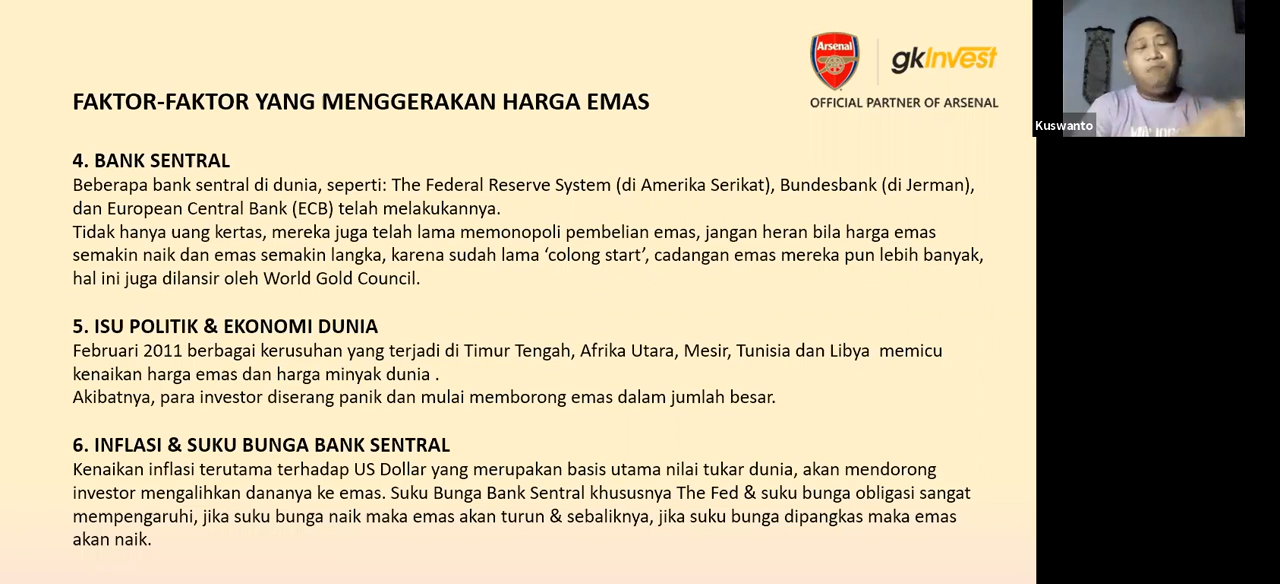 Arsenal
gkInvest
OFFICIAL PARTNER OF ARSENAL
FAKTOR-FAKTOR YANG MENGGERAKAN HARGA EMAS
Kuswanto
4. BANK SENTRAL
Beberapa bank sentral di dunia, seperti: The Federal Reserve System (di Amerika Serikat), Bundesbank (di Jerman),
dan European Central Bank (ECB) telah melakukannya.
Tidak hanya uang kertas, mereka juga telah lama memonopoli pembelian emas, jangan heran bila harga emas
semakin naik dan emas semakin langka, karena sudah lama ‘colong start’, cadangan emas mereka pun lebih banyak,
hal ini juga dilansir oleh World Gold Council.
5. ISU POLITIK & EKONOMI DUNIA
Februari 2011 berbagai kerusuhan yang terjadi di Timur Tengah, Afrika Utara, Mesir, Tunisia dan Libya  memicu
kenaikan harga emas dan harga minyak dunia .
Akibatnya, para investor diserang panik dan mulai memborong emas dalam jumlah besar.
6. INFLASI & SUKU BUNGA BANK SENTRAL
Kenaikan inflasi terutama terhadap US Dollar yang merupakan basis utama nilai tukar dunia, akan mendorong
investor mengalihkan dananya ke emas. Suku Bunga Bank Sentral khususnya The Fed & suku bunga obligasi sangat
mempengaruhi, jika suku bunga naik maka emas akan turun & sebaliknya, jika suku bunga dipangkas maka emas
akan naik.